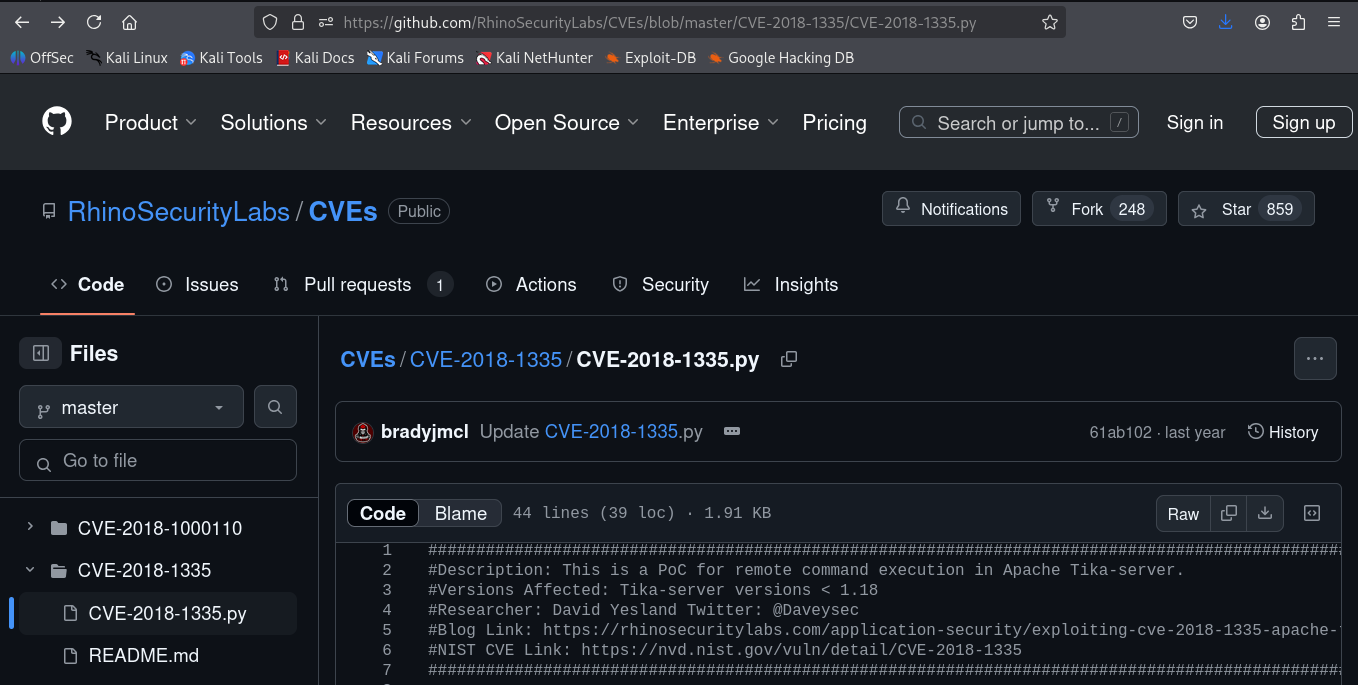 https://github.com/RhinoSecurityLabs/CVEs/blob/master/CVE-2018-1335/CVE-2018-1335.py
OffSec Kali Linux Kali Tools Kali Docs Kali Forums Kali NetHunter Exploit-DB Google Hacking DB
Product Solutions Resources Open Source Enterprise Pricing Search or jump to... / Sign in Sign up
RhinoSecurityLabs / CVEs Public Notifications Fork 248 Star 859
Code Issues Pull requests 1 Actions Security Insights
Files
master
Go to file
CVE-2018-1000110
CVE-2018-1335
CVE-2018-1335.py
README.md
CVEs / CVE-2018-1335 / CVE-2018-1335.py
bradyjmcl Update CVE-2018-1335.py 61ab102 · last year History
Code Blame 44 lines (39 loc) · 1.91 KB Raw
1 ###############################################################################################
2 #Description: This is a PoC for remote command execution in Apache Tika-server.
3 #Versions Affected: Tika-server versions < 1.18
4 #Researcher: David Yesland Twitter: @Daveysec
5 #Blog Link: https://rhinosecuritylabs.com/application-security/exploiting-cve-2018-1335-apache-
6 #NIST CVE Link: https://nvd.nist.gov/vuln/detail/CVE-2018-1335
7 ###############################################################################################